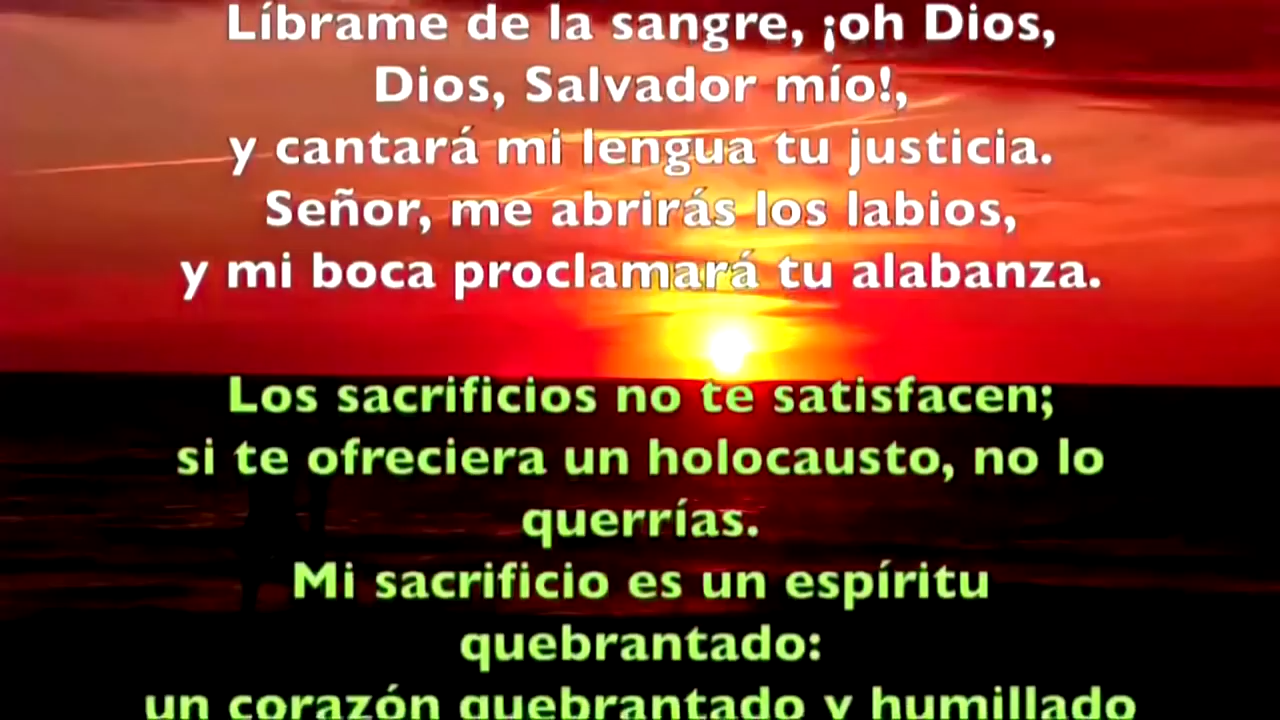 Líbrame de la sangre, ¡oh Dios,
Dios, Salvador mío!,
y cantará mi lengua tu justicia.
Señor, me abrirás los labios,
y mi boca proclamará tu alabanza.
Los sacrificios no te satisfacen;
si te ofreciera un holocausto, no lo
querrías.
Mi sacrificio es un espíritu
quebrantado:
un corazón quebrantado y humillado